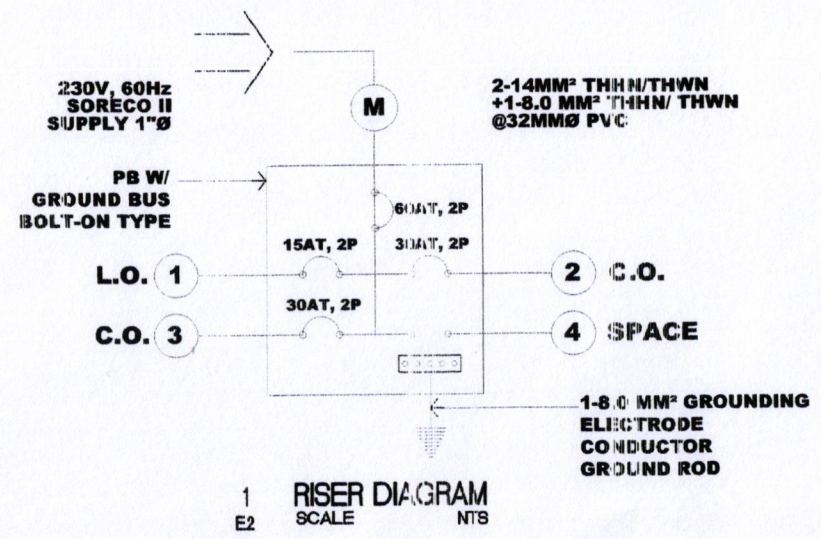 230V, 60Hz
SORECO II
SUPPLY 1"Ø
M
2-14MM² THHN/THWN
+1-8.0 MM² THHN/ THWN
@32MMØ PVC
PB W/
GROUND BUS
BOLT-ON TYPE
60AT, 2P
15AT, 2P
30AT, 2P
L.O. 1
2 C.O.
30AT, 2P
C.O. 3
4 SPACE
1-8.0 MM² GROUNDING
ELECTRODE
CONDUCTOR
GROUND ROD
1 RISER DIAGRAM
E2 SCALE NTS